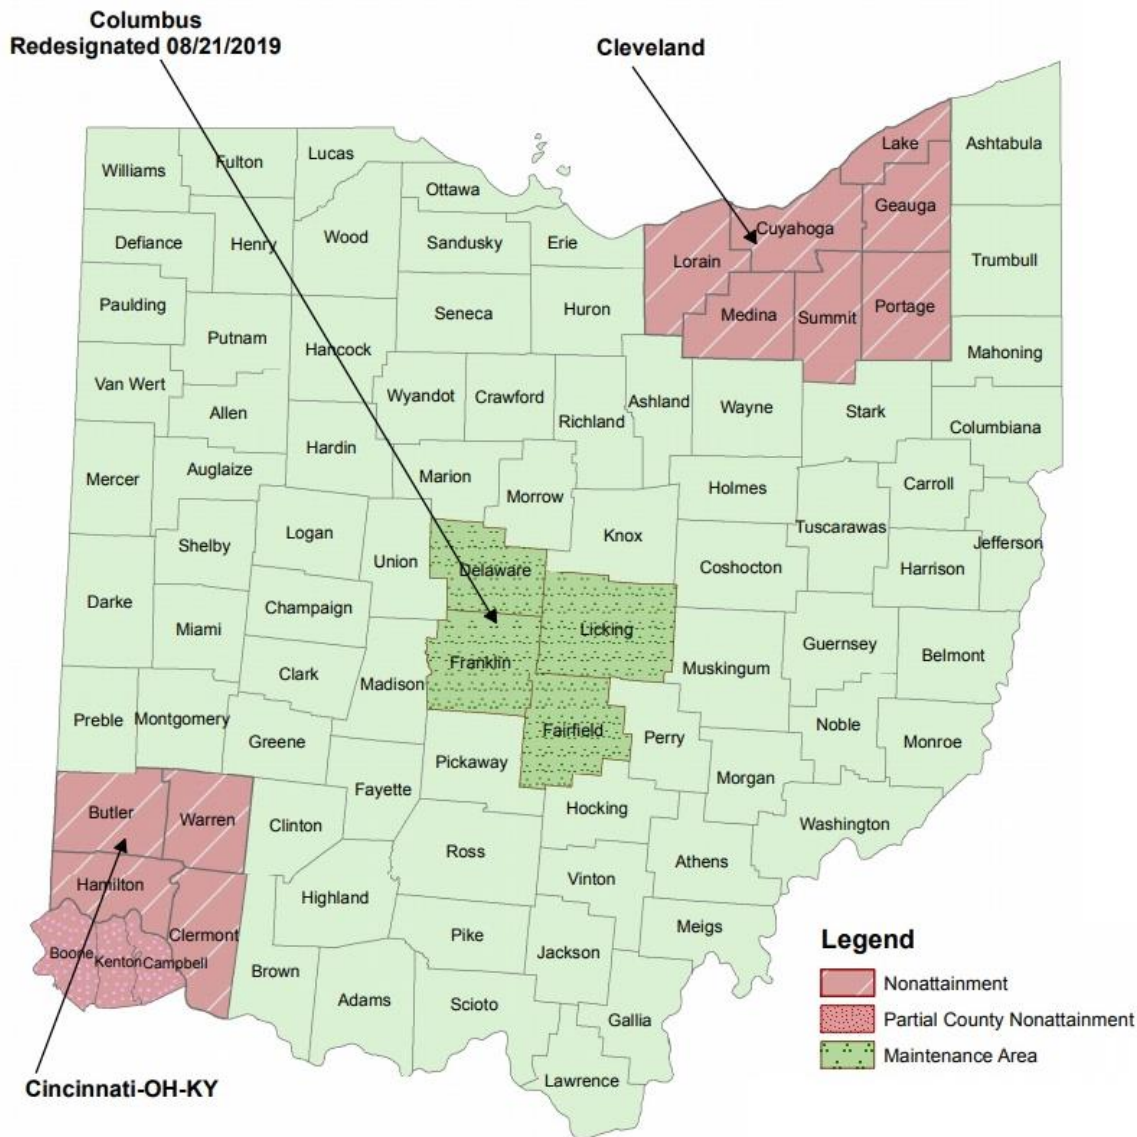 Columbus
Redesignated 08/21/2019
Cleveland
Lake
Ashtabula
Williams
Fulton
Lucas
Ottawa
Geauga
Defiance
Henry
Wood
Sandusky
Erie
Cuyahoga
Lorain
Trumbull
Paulding
Putnam
Seneca
Huron
Medina
Summit
Portage
Hancock
Mahoning
Van Wert
Allen
Wyandot
Crawford
Richland
Ashland
Wayne
Stark
Columbiana
Hardin
Mercer
Auglaize
Marion
Morrow
Holmes
Carroll
Logan
Knox
Tuscarawas
Jefferson
Shelby
Union
Delaware
Coshocton
Harrison
Darke
Champaign
Miami
Licking
Guernsey
Belmont
Clark
Franklin
Muskingum
Madison
Preble
Montgomery
Greene
Fairfield
Perry
Noble
Monroe
Pickaway
Morgan
Fayette
Butler
Warren
Clinton
Hocking
Washington
Ross
Athens
Hamilton
Highland
Vinton
Clermont
Pike
Meigs
Boone
Kenton
Campbell
Brown
Jackson
Adams
Scioto
Gallia
Lawrence
Cincinnati-OH-KY
Legend
Nonattainment
Partial County Nonattainment
Maintenance Area